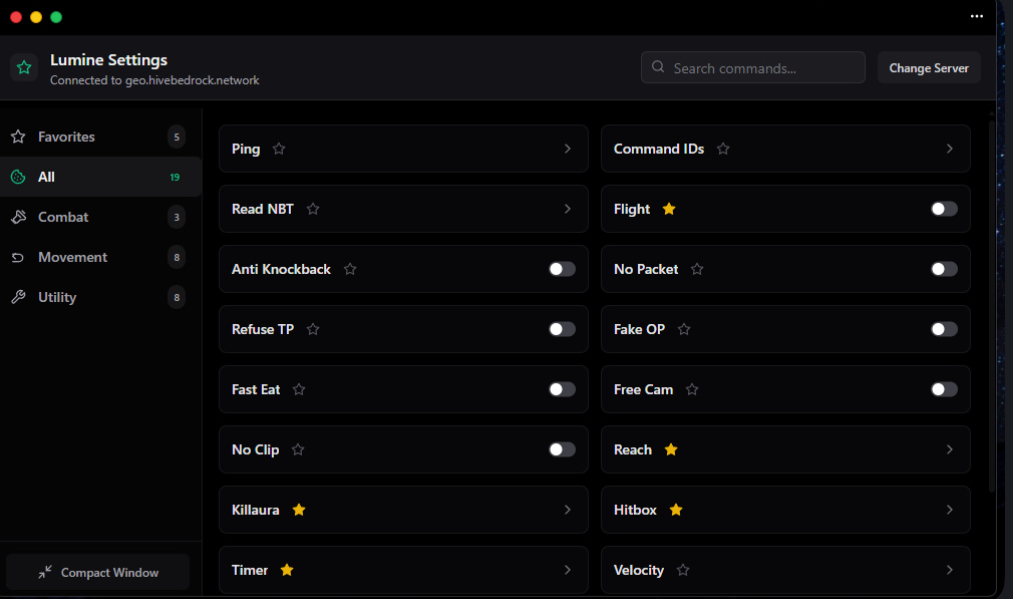 Lumine Settings
Connected to geo.hivebedrock.network
Search commands...
Change Server
Favorites 5
All 19
Combat 3
Movement 8
Utility 8
Compact Window
Ping
Command IDs
Read NBT
Flight
Anti Knockback
No Packet
Refuse TP
Fake OP
Fast Eat
Free Cam
No Clip
Reach
Killaura
Hitbox
Timer
Velocity